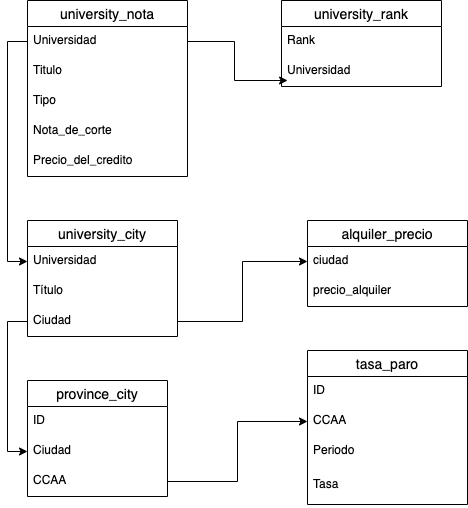 university_nota
Universidad
Titulo
Tipo
Nota_de_corte
Precio_del_credito
university_rank
Rank
Universidad
university_city
Universidad
Título
Ciudad
alquiler_precio
ciudad
precio_alquiler
province_city
ID
Ciudad
CCAA
tasa_paro
ID
CCAA
Periodo
Tasa